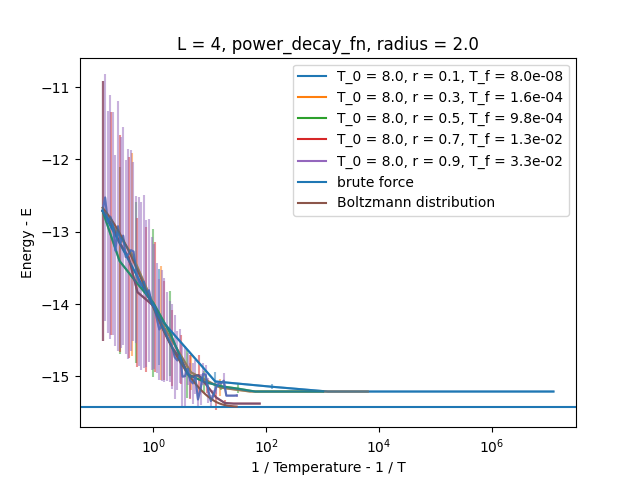 L = 4, power_decay_fn, radius = 2.0
T_0 = 8.0, r = 0.1, T_f = 8.0e-08
T_0 = 8.0, r = 0.3, T_f = 1.6e-04
T_0 = 8.0, r = 0.5, T_f = 9.8e-04
T_0 = 8.0, r = 0.7, T_f = 1.3e-02
T_0 = 8.0, r = 0.9, T_f = 3.3e-02
brute force
Boltzmann distribution
Energy - E
−11
−12
−13
−14
−15
10⁰ 10² 10⁴ 10⁶
1 / Temperature - 1 / T